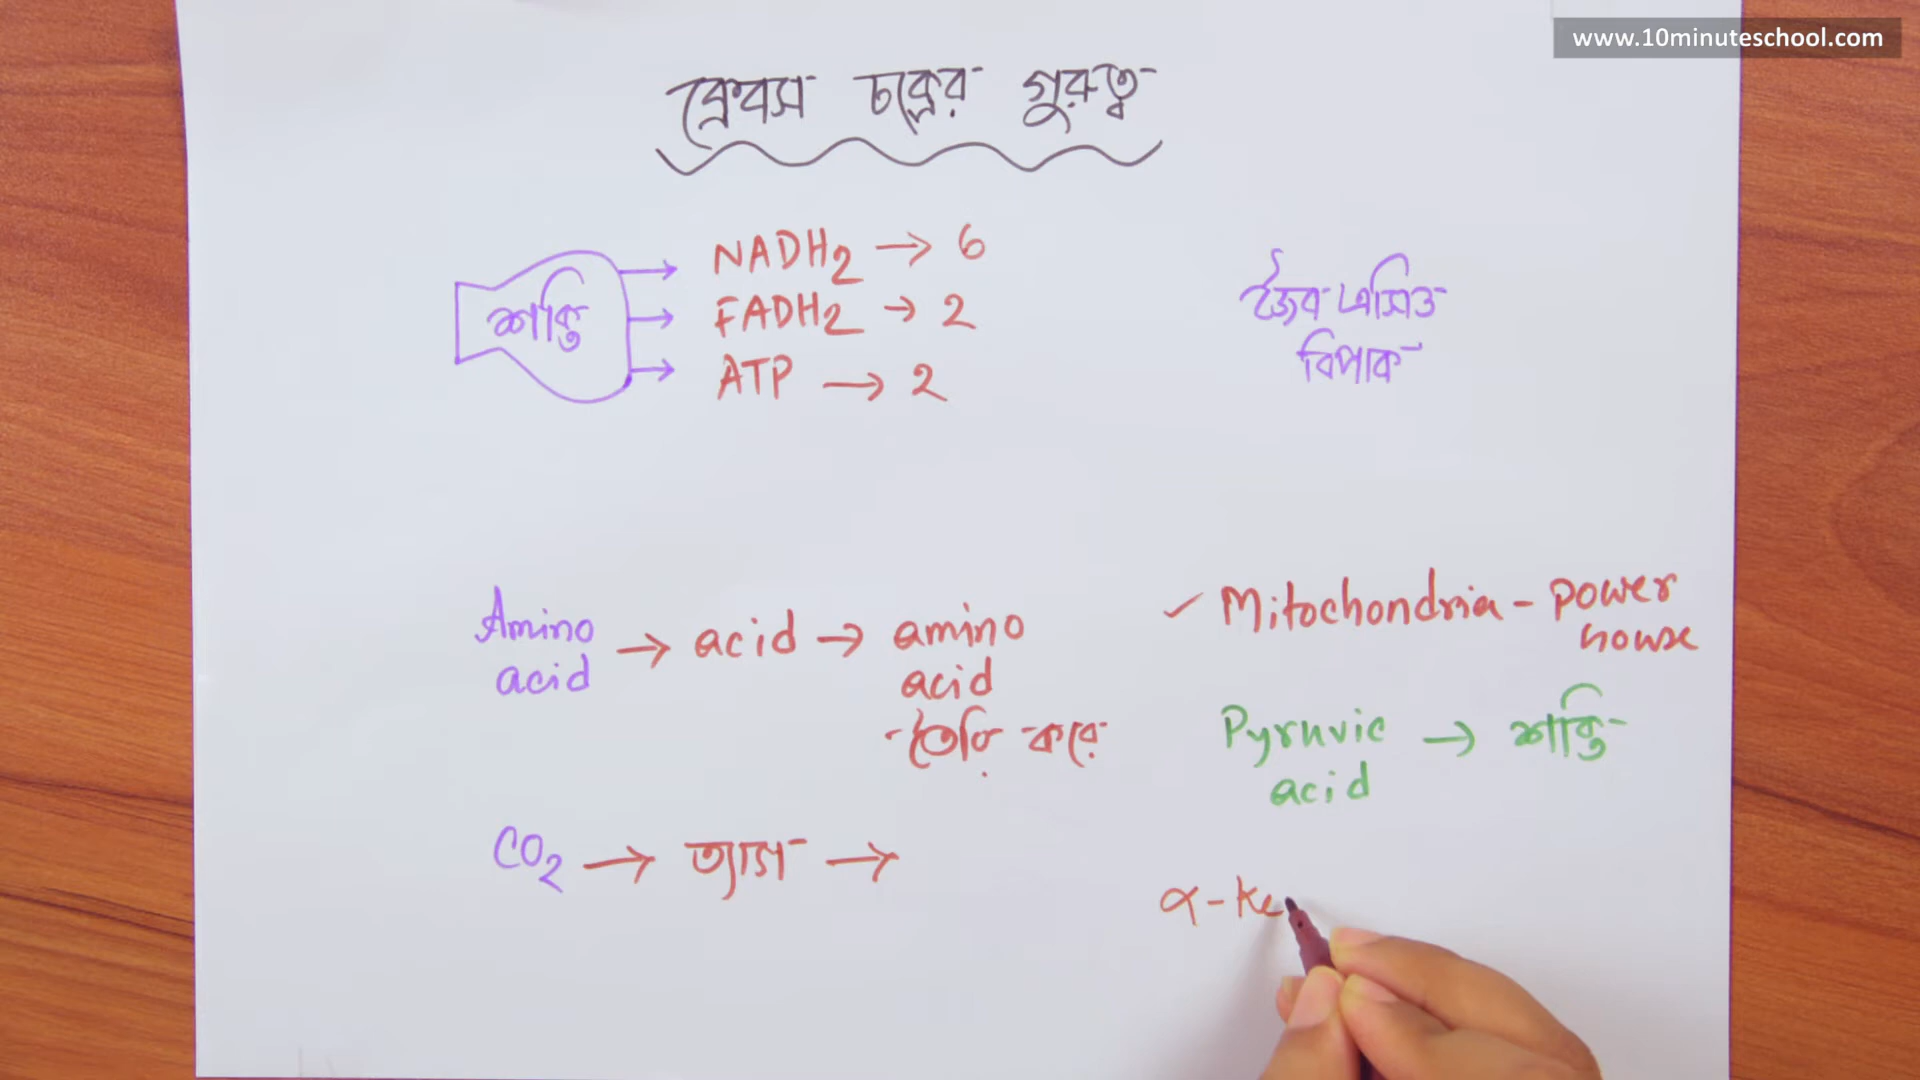 www.10minuteschool.com
ক্রেবস চক্রের গুরুত্ব
শক্তি
NADH2 → 6
FADH2 → 2
ATP → 2
জৈব এসিড
বিপাক
Amino
acid → acid → amino
acid
তৈরি করে
CO2 → ত্যাগ →
✓ Mitochondria - power
house
Pyruvic
acid → শক্তি
α - Ke